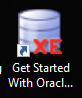 XE
Get Started
With Oracl...